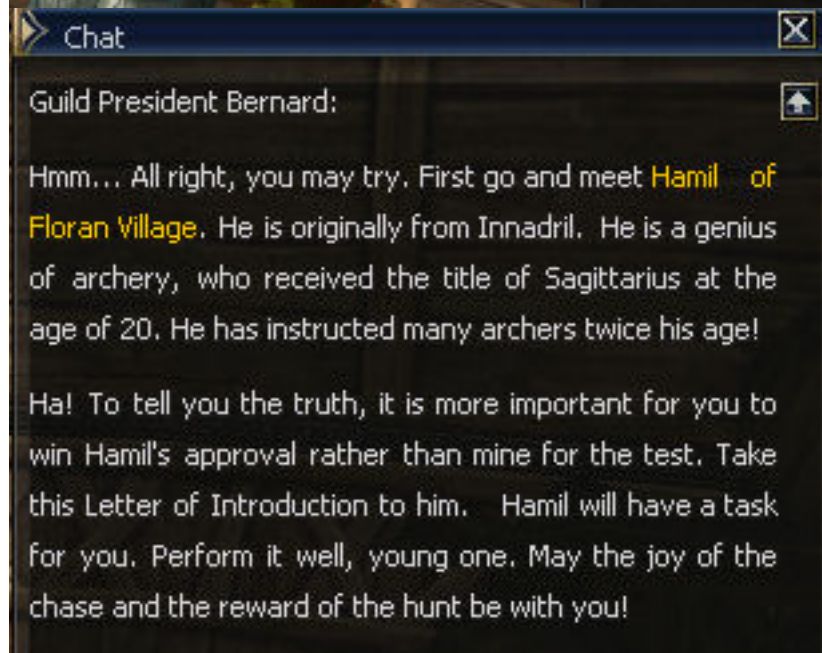 Chat
Guild President Bernard:
Hmm... All right, you may try. First go and meet Hamil of
Floran Village. He is originally from Innadril. He is a genius
of archery, who received the title of Sagittarius at the
age of 20. He has instructed many archers twice his age!
Ha! To tell you the truth, it is more important for you to
win Hamil's approval rather than mine for the test. Take
this Letter of Introduction to him. Hamil will have a task
for you. Perform it well, young one. May the joy of the
chase and the reward of the hunt be with you!